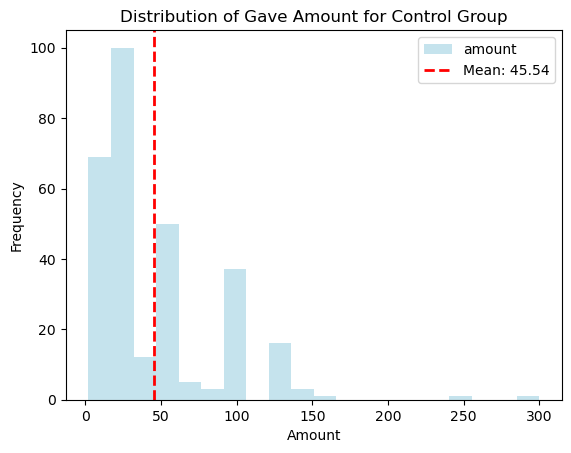 Distribution of Gave Amount for Control Group
amount
Mean: 45.54
100
80
60
40
20
0
Frequency
0 50 100 150 200 250 300
Amount